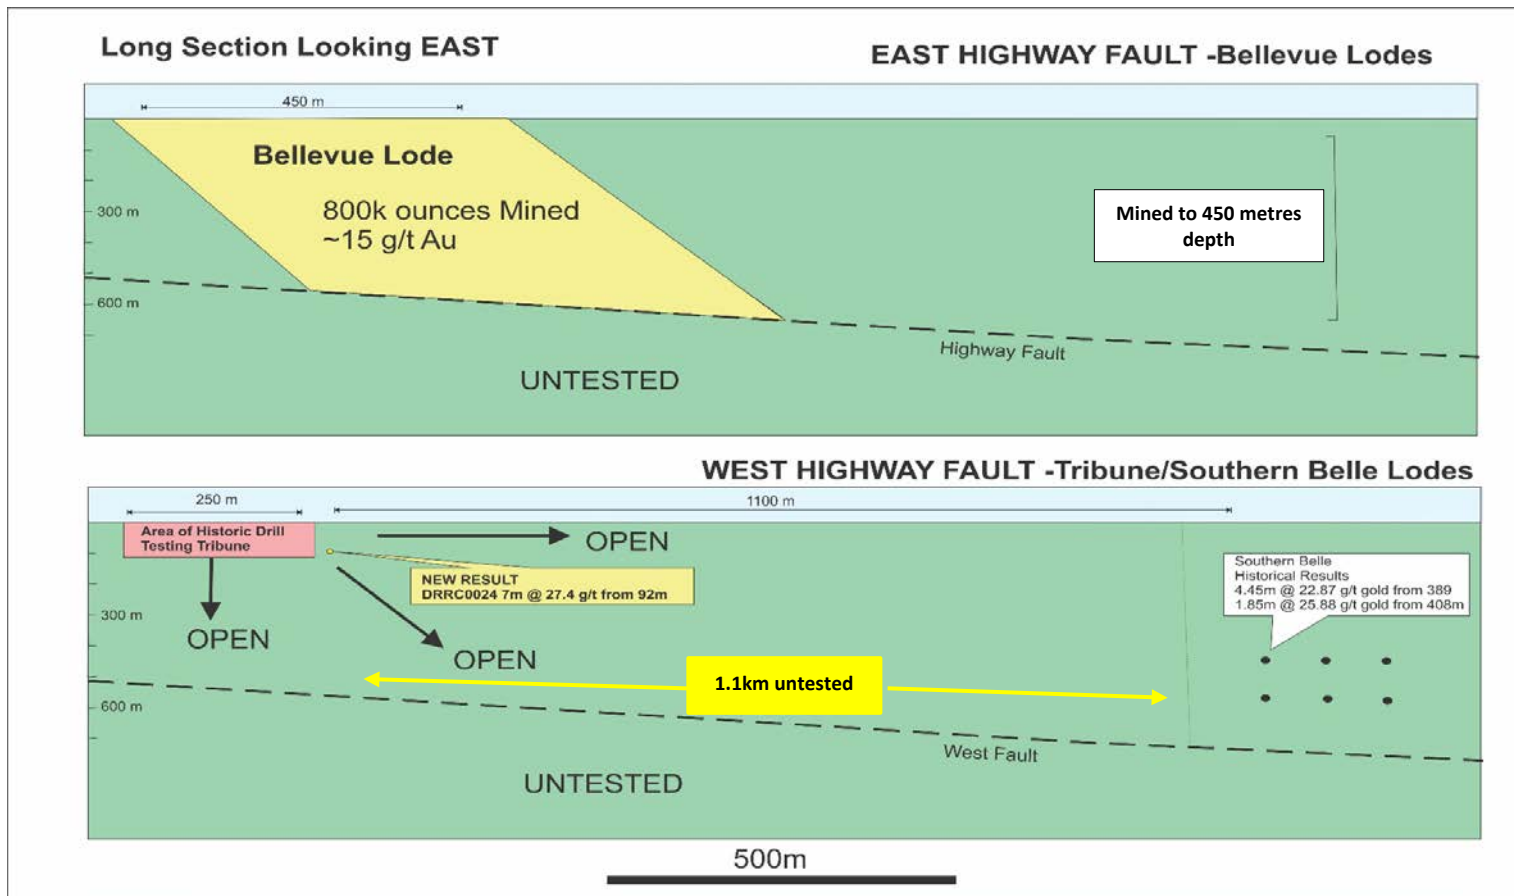 Long Section Looking EAST
EAST HIGHWAY FAULT -Bellevue Lodes
450 m
Bellevue Lode
800k ounces Mined
~15 g/t Au
300 m
Mined to 450 metres
depth
600 m
Highway Fault
UNTESTED
WEST HIGHWAY FAULT -Tribune/Southern Belle Lodes
250 m
1100 m
Area of Historic Drill
Testing Tribune
OPEN
NEW RESULT
DRRC0024 7m @ 27.4 g/t from 92m
Southern Belle
Historical Results
4.45m @ 22.87 g/t gold from 389
1.85m @ 25.88 g/t gold from 408m
300 m
OPEN
OPEN
1.1km untested
600 m
West Fault
UNTESTED
500m